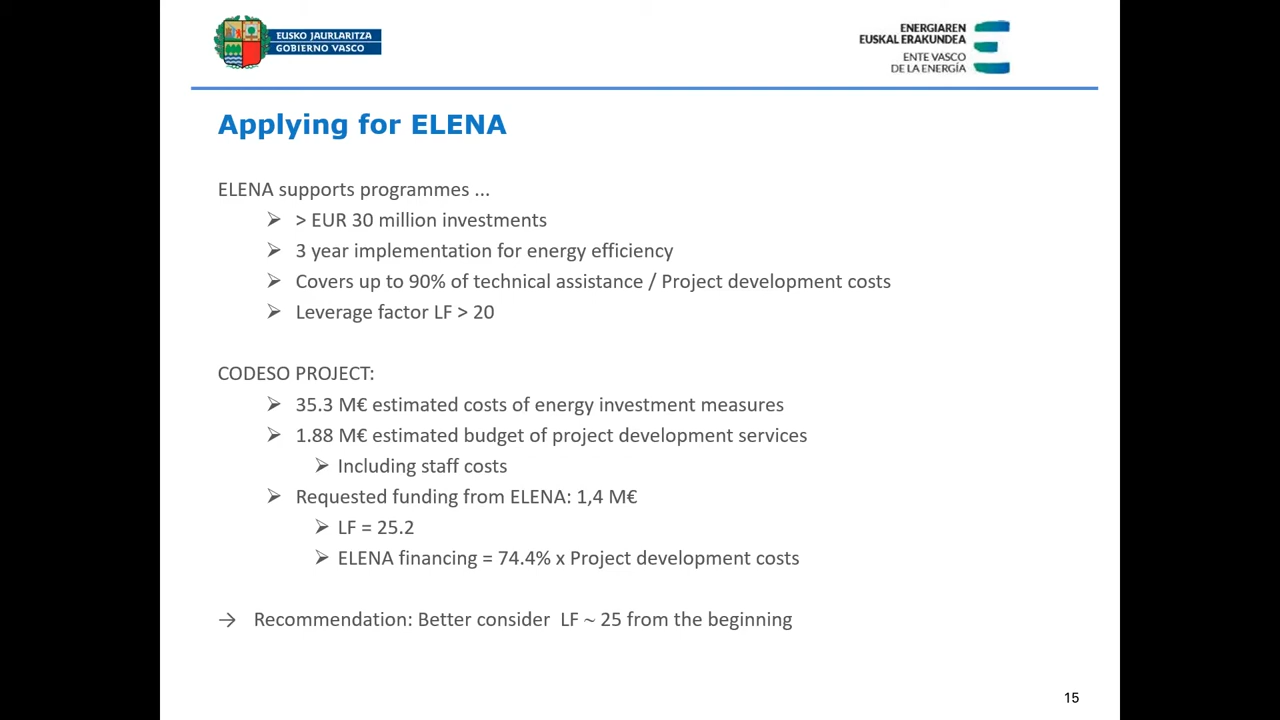 EUSKO JAURLARITZA
GOBIERNO VASCO
ENERGIAREN
EUSKAL ERAKUNDEA
ENTE VASCO
DE LA ENERGÍA
Applying for ELENA
ELENA supports programmes ...
➢ > EUR 30 million investments
➢ 3 year implementation for energy efficiency
➢ Covers up to 90% of technical assistance / Project development costs
➢ Leverage factor LF > 20
CODESO PROJECT:
➢ 35.3 M€ estimated costs of energy investment measures
➢ 1.88 M€ estimated budget of project development services
➢ Including staff costs
➢ Requested funding from ELENA: 1,4 M€
➢ LF = 25.2
➢ ELENA financing = 74.4% x Project development costs
→ Recommendation: Better consider LF ~ 25 from the beginning
15